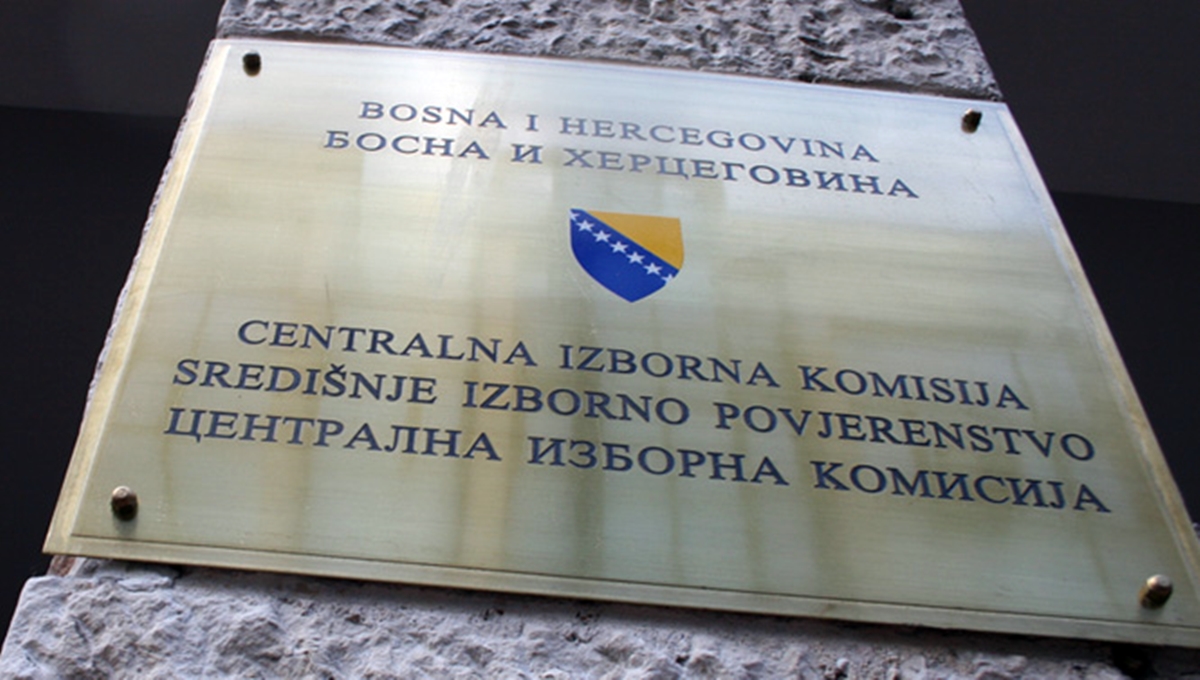 BOSNA I HERCEGOVINA
БОСНА И ХЕРЦЕГОВИНА
CENTRALNA IZBORNA KOMISIJA
SREDIŠNJE IZBORNO POVJERENSTVO
ЦЕНТРАЛНА ИЗБОРНА КОМИСИЈА